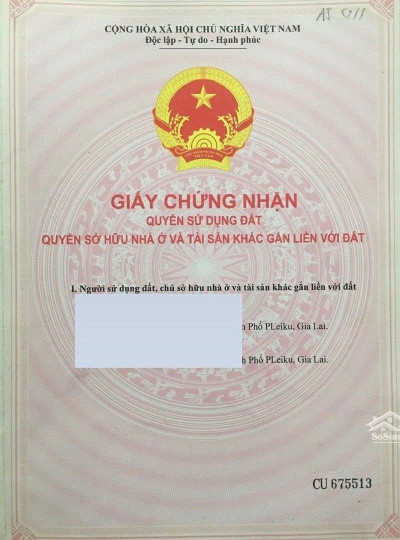 CỘNG HÒA XÃ HỘI CHỦ NGHĨA VIỆT NAM
Độc lập - Tự do - Hạnh phúc
GIẤY CHỨNG NHẬN
QUYỀN SỬ DỤNG ĐẤT
QUYỀN SỞ HỮU NHÀ Ở VÀ TÀI SẢN KHÁC GẮN LIỀN VỚI ĐẤT
I. Người sử dụng đất, chủ sở hữu nhà ở và tài sản khác gắn liền với đất
Phố PLeiku, Gia Lai.
Phố PLeiku, Gia Lai.
CU 675513